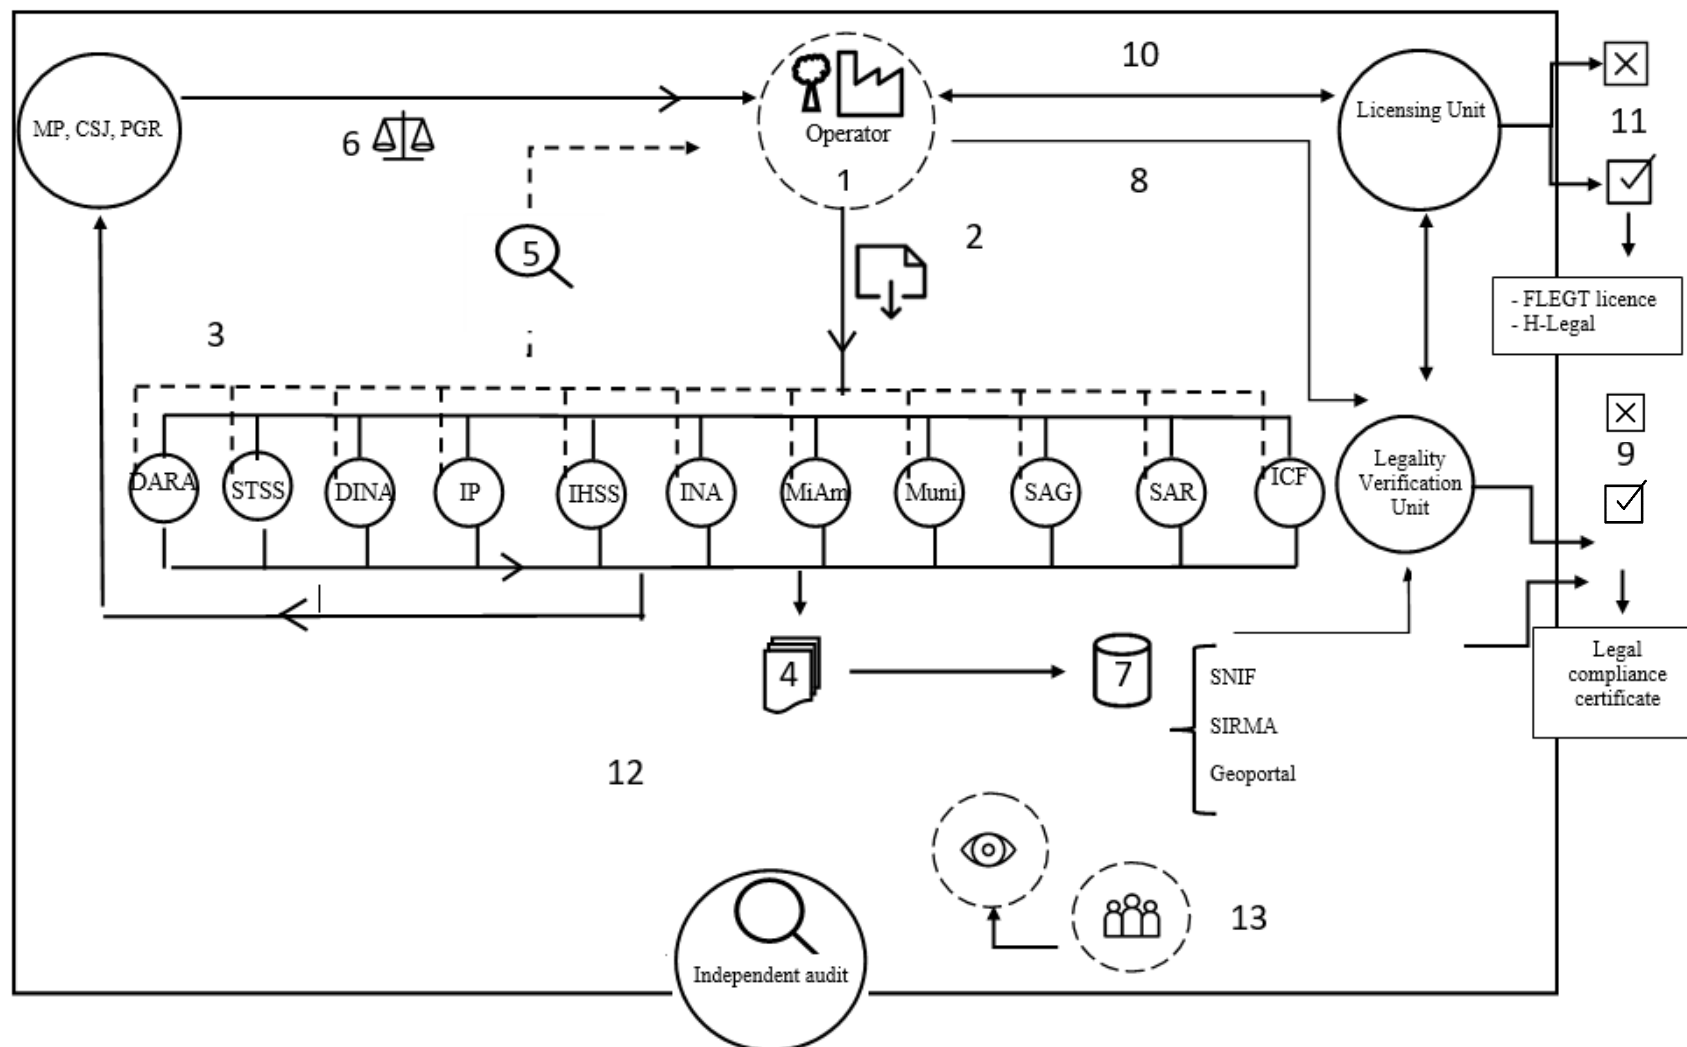 10
11
MP, CSJ, PGR
6
Operator
1
Licensing Unit
8
2
5
- FLEGT licence
- H-Legal
3
9
DARA
STSS
DINA
IP
IHSS
INA
MiAm
Muni.
SAG
SAR
ICF
Legality
Verification
Unit
4
7
SNIF
SIRMA
Geoportal
Legal
compliance
certificate
12
13
Independent audit